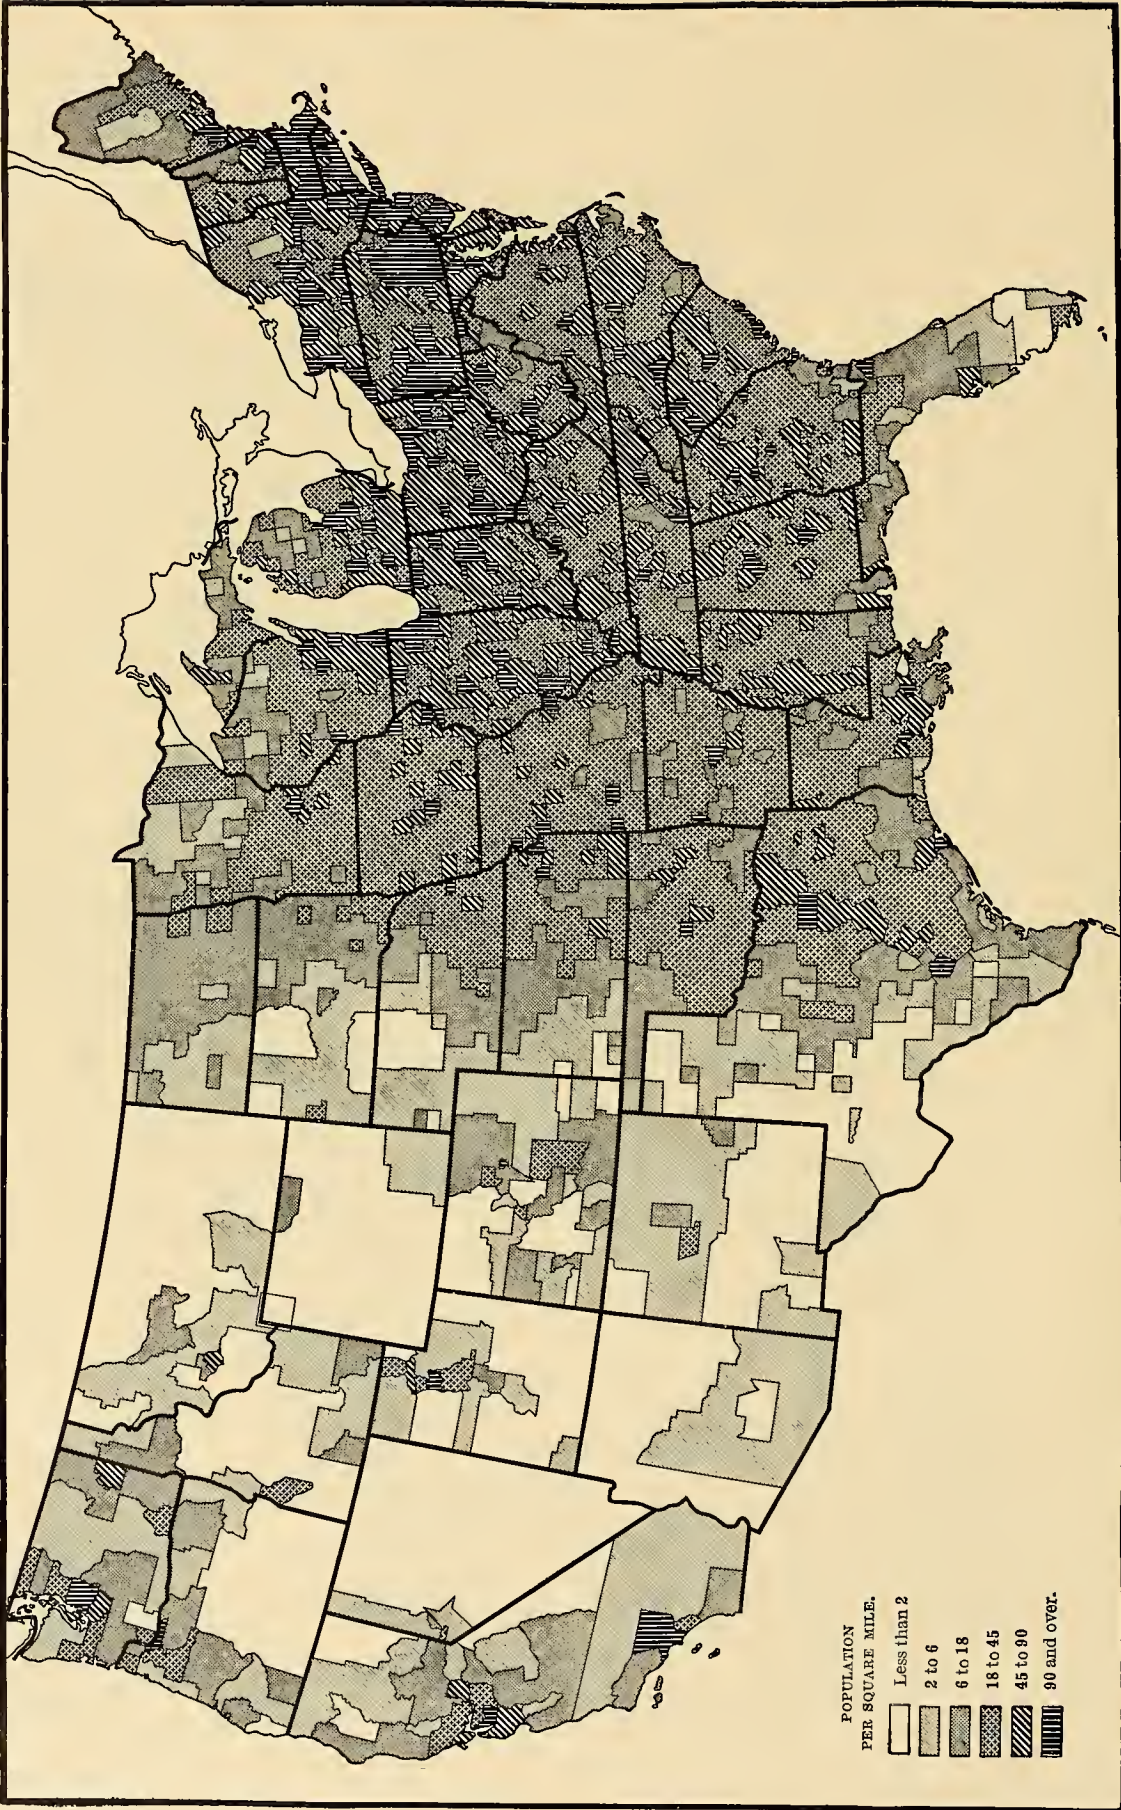 POPULATION
PER SQUARE MILE.
Less than 2
2 to 6
6 to 18
18 to 45
45 to 90
90 and over.